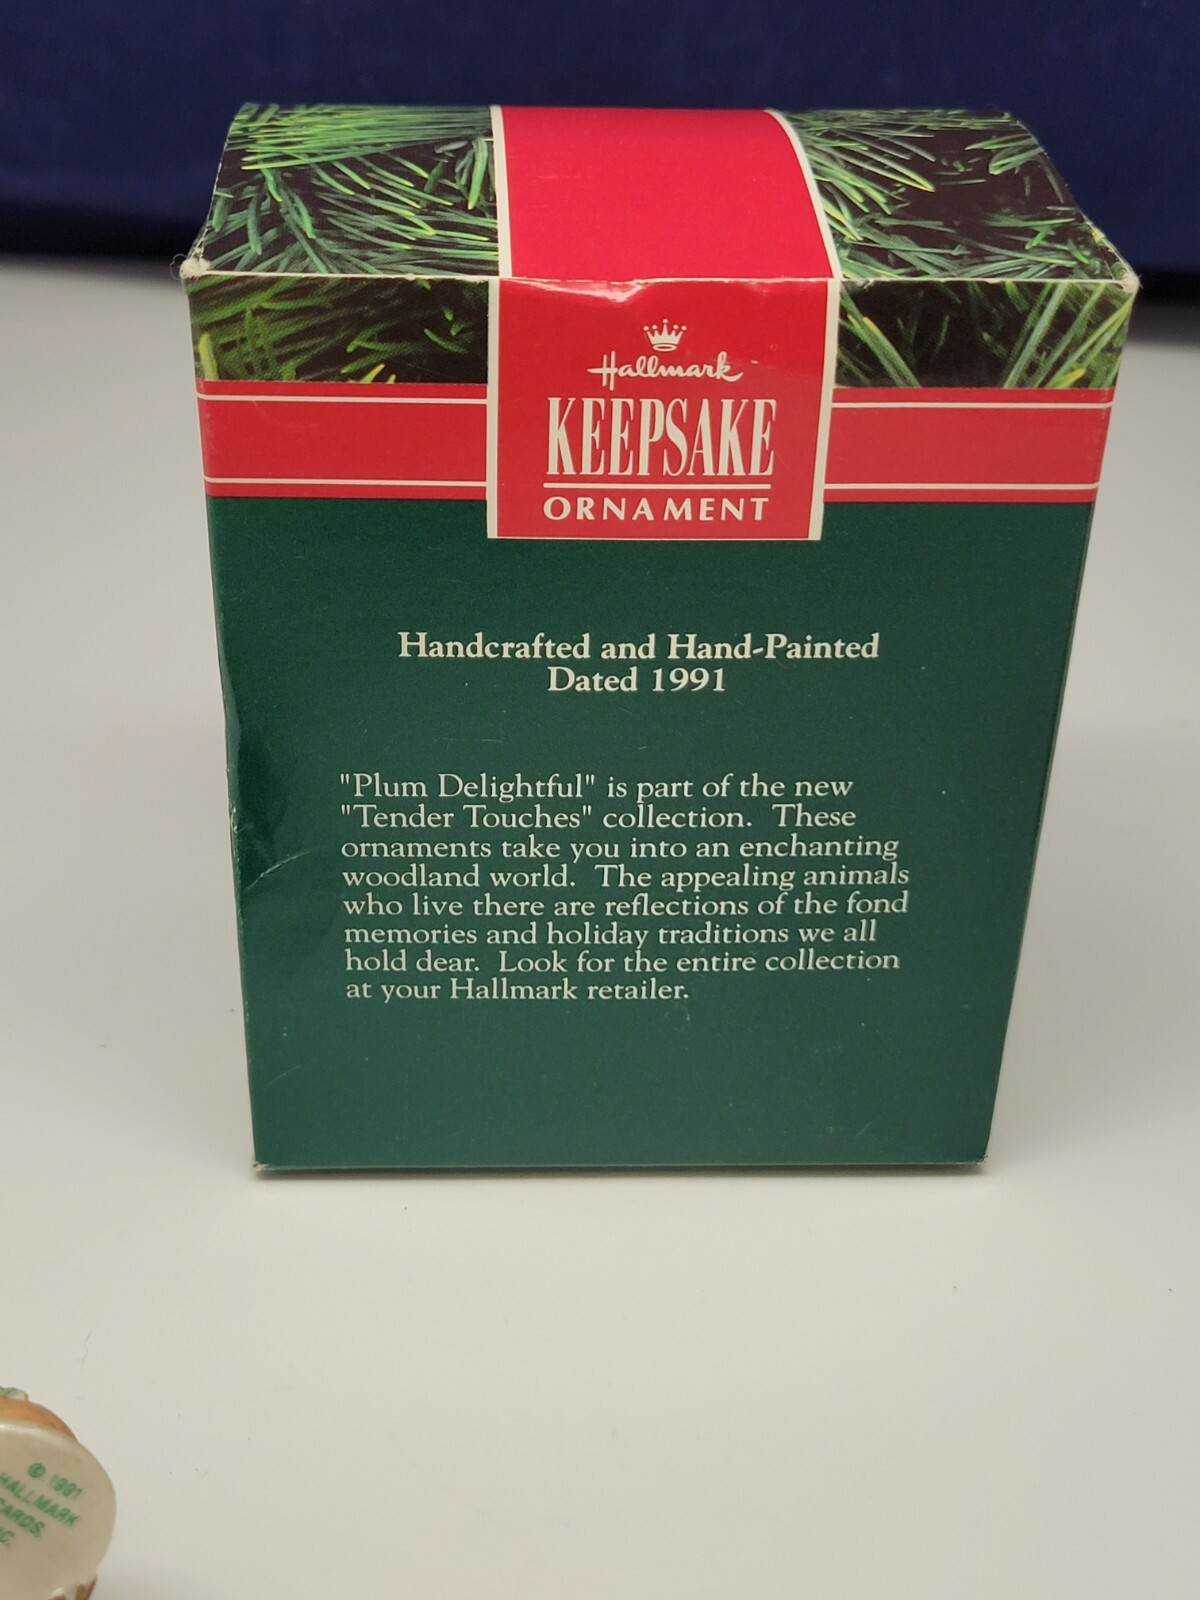 Hallmark
KEEPSAKE
ORNAMENT
Handcrafted and Hand-Painted
Dated 1991
"Plum Delightful" is part of the new
"Tender Touches" collection. These
ornaments take you into an enchanting
woodland world. The appealing animals
who live there are reflections of the fond
memories and holiday traditions we all
hold dear. Look for the entire collection
at your Hallmark retailer.
© 1991
HALLMARK
CARDS,